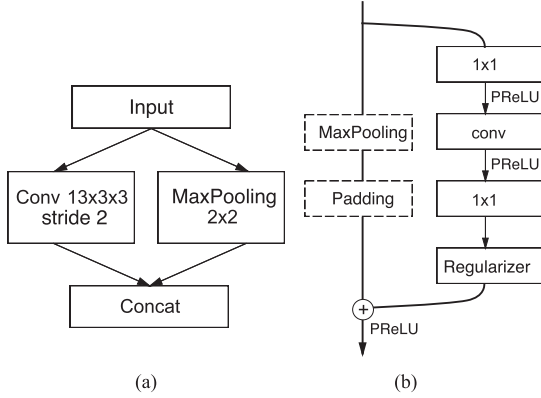 Input
Conv 13x3x3
stride 2
MaxPooling
2x2
Concat
(a)
1x1
PReLU
MaxPooling
conv
PReLU
Padding
1x1
Regularizer
+
PReLU
(b)